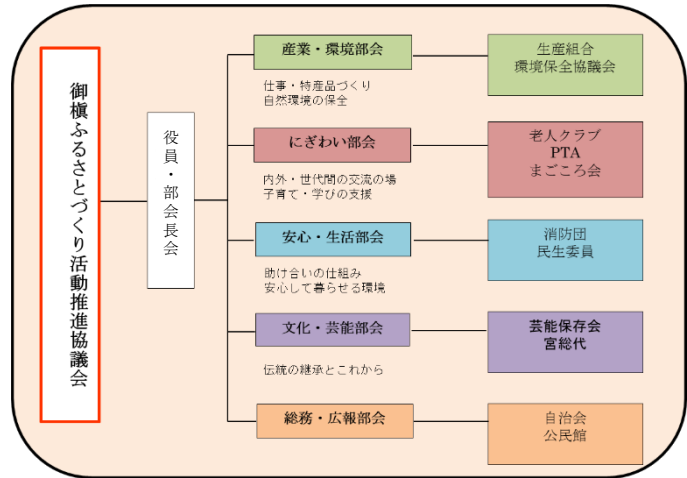 御槇ふるさとづくり活動推進協議会
役員・部会長会
産業・環境部会
仕事・特産品づくり
自然環境の保全
生産組合
環境保全協議会
にぎわい部会
内外・世代間の交流の場
子育て・学びの支援
老人クラブ
PTA
まごころ会
安心・生活部会
助け合いの仕組み
安心して暮らせる環境
消防団
民生委員
文化・芸能部会
伝統の継承とこれから
芸能保存会
宮総代
総務・広報部会
自治会
公民館